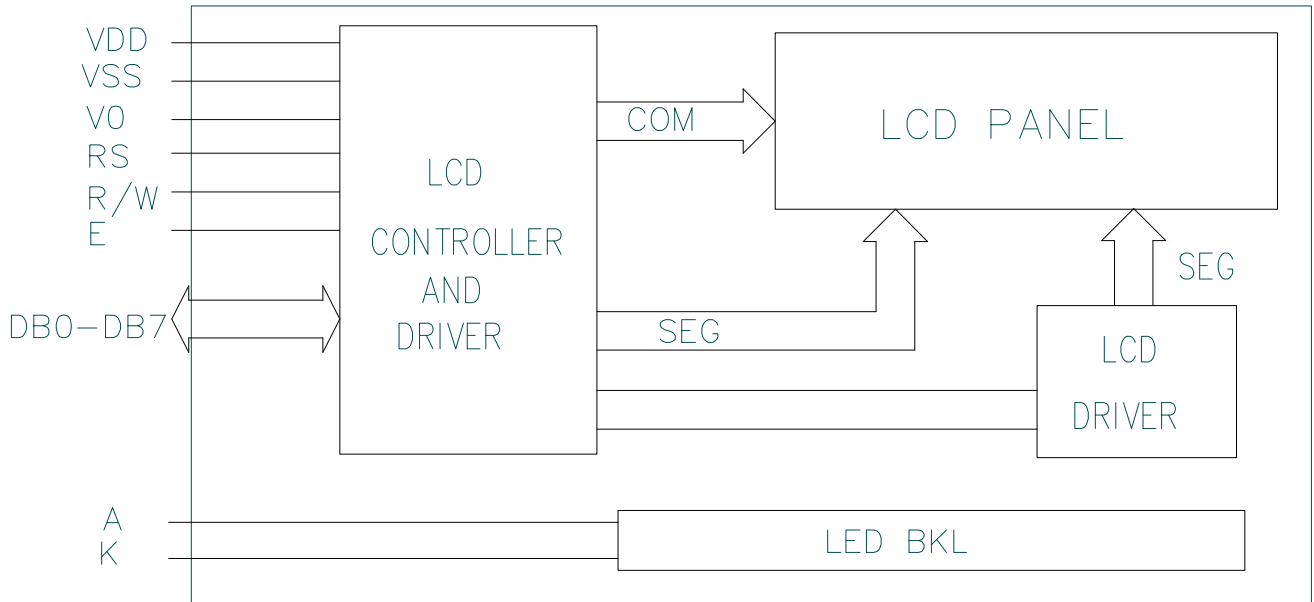 VDD
VSS
V0
RS
R/W
E
DB0-DB7
A
K
LCD
CONTROLLER
AND
DRIVER
COM
SEG
LCD PANEL
SEG
LCD
DRIVER
LED BKL